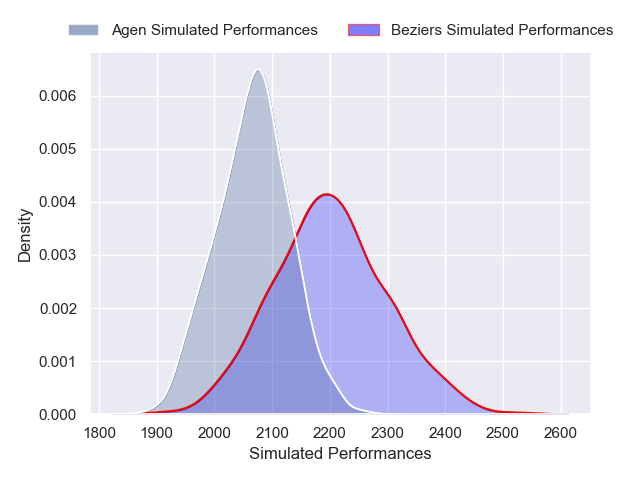 Agen Simulated Performances
Beziers Simulated Performances
0.006
0.005
0.004
0.003
0.002
0.001
0.000
Density
1800 1900 2000 2100 2200 2300 2400 2500 2600
Simulated Performances